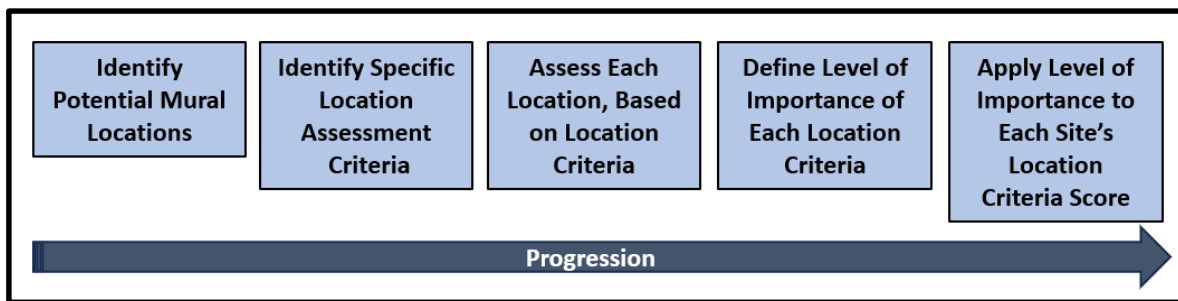 Identify
Potential Mural
Locations
Identify Specific
Location
Assessment
Criteria
Assess Each
Location, Based
on Location
Criteria
Define Level of
Importance of
Each Location
Criteria
Apply Level of
Importance to
Each Site’s
Location
Criteria Score
Progression